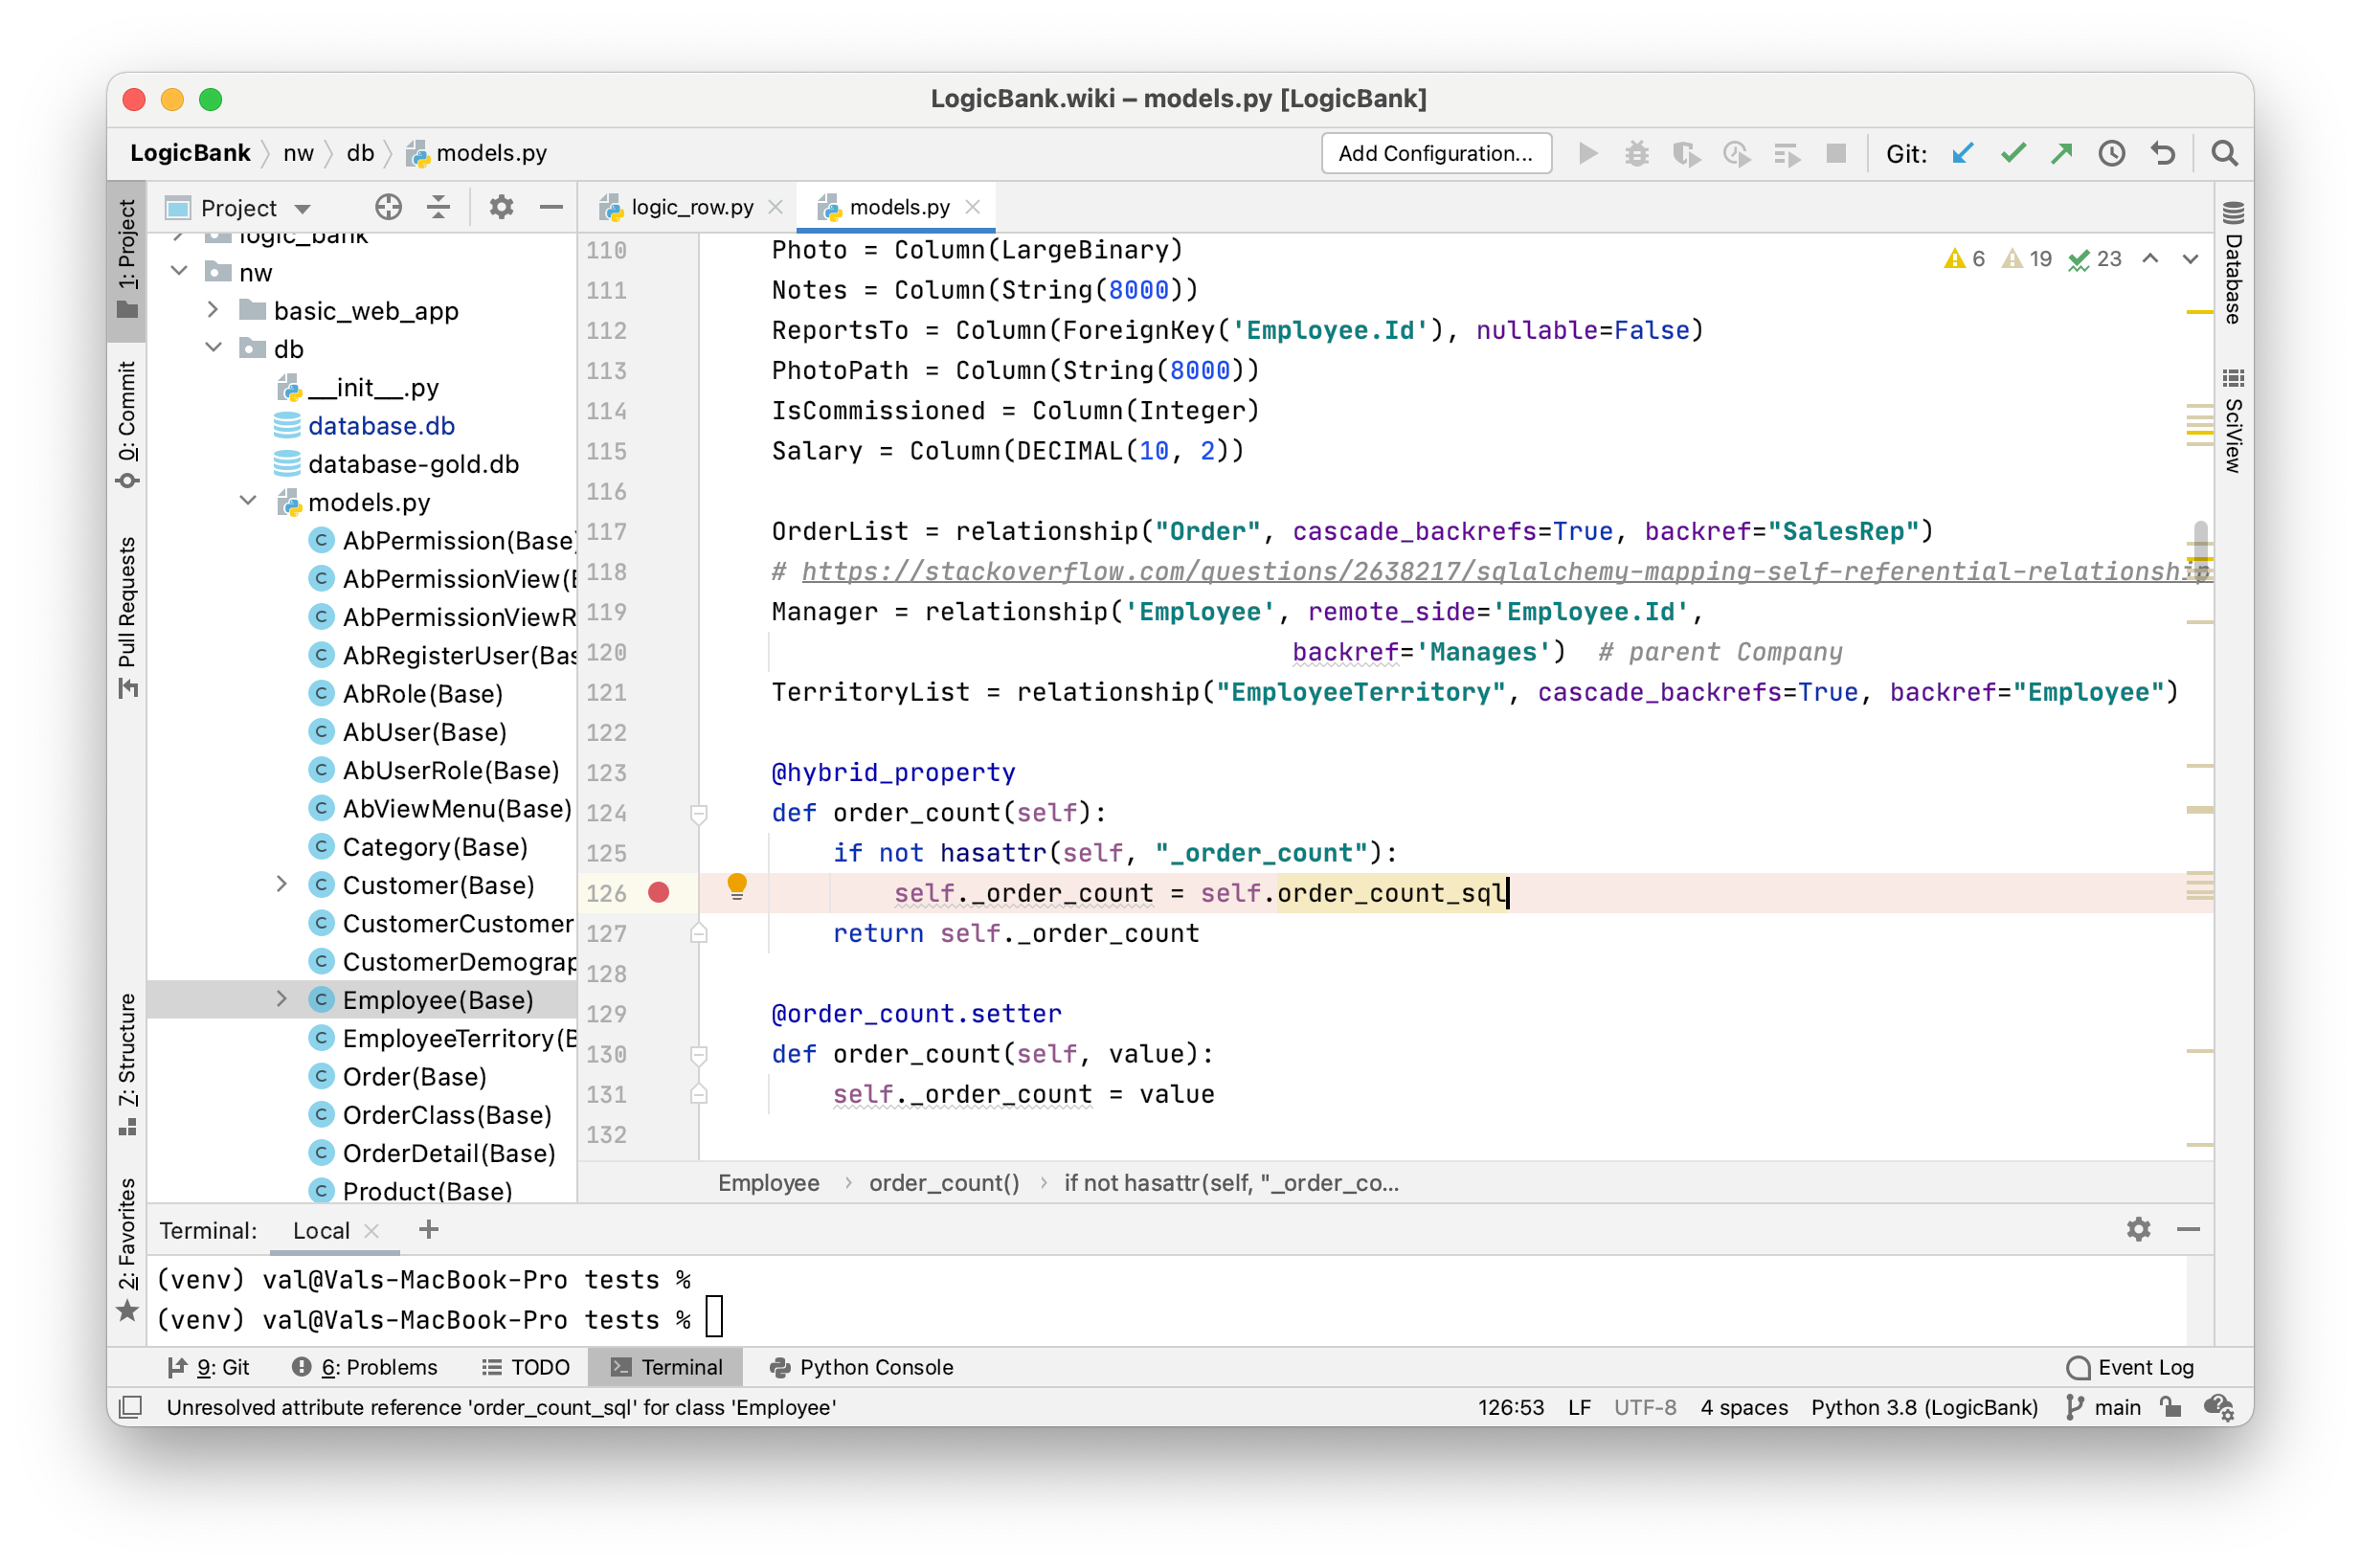 LogicBank.wiki – models.py [LogicBank]
LogicBank nw db models.py
Add Configuration...
Git:
1: Project
0: Commit
Pull Requests
7: Structure
2: Favorites
Project
logic_bank
nw
basic_web_app
db
__init__.py
database.db
database-gold.db
models.py
AbPermission(Base)
AbPermissionView(B
AbPermissionViewR
AbRegisterUser(Bas
AbRole(Base)
AbUser(Base)
AbUserRole(Base)
AbViewMenu(Base)
Category(Base)
Customer(Base)
CustomerCustomer
CustomerDemograp
Employee(Base)
EmployeeTerritory(B
Order(Base)
OrderClass(Base)
OrderDetail(Base)
Product(Base)
logic_row.py models.py
6 19 23
110 Photo = Column(LargeBinary)
111 Notes = Column(String(8000))
112 ReportsTo = Column(ForeignKey('Employee.Id'), nullable=False)
113 PhotoPath = Column(String(8000))
114 IsCommissioned = Column(Integer)
115 Salary = Column(DECIMAL(10, 2))
116
117 OrderList = relationship("Order", cascade_backrefs=True, backref="SalesRep")
118 # https://stackoverflow.com/questions/2638217/sqlalchemy-mapping-self-referential-relationship
119 Manager = relationship('Employee', remote_side='Employee.Id',
120 backref='Manages') # parent Company
121 TerritoryList = relationship("EmployeeTerritory", cascade_backrefs=True, backref="Employee")
122
123 @hybrid_property
124 def order_count(self):
125 if not hasattr(self, "_order_count"):
126 self._order_count = self.order_count_sql
127 return self._order_count
128
129 @order_count.setter
130 def order_count(self, value):
131 self._order_count = value
132
Employee › order_count() › if not hasattr(self, "_order_co...
Database
SciView
Terminal: Local
(venv) val@Vals-MacBook-Pro tests %
(venv) val@Vals-MacBook-Pro tests %
9: Git 6: Problems TODO Terminal Python Console Event Log
Unresolved attribute reference 'order_count_sql' for class 'Employee' 126:53 LF UTF-8 4 spaces Python 3.8 (LogicBank) main